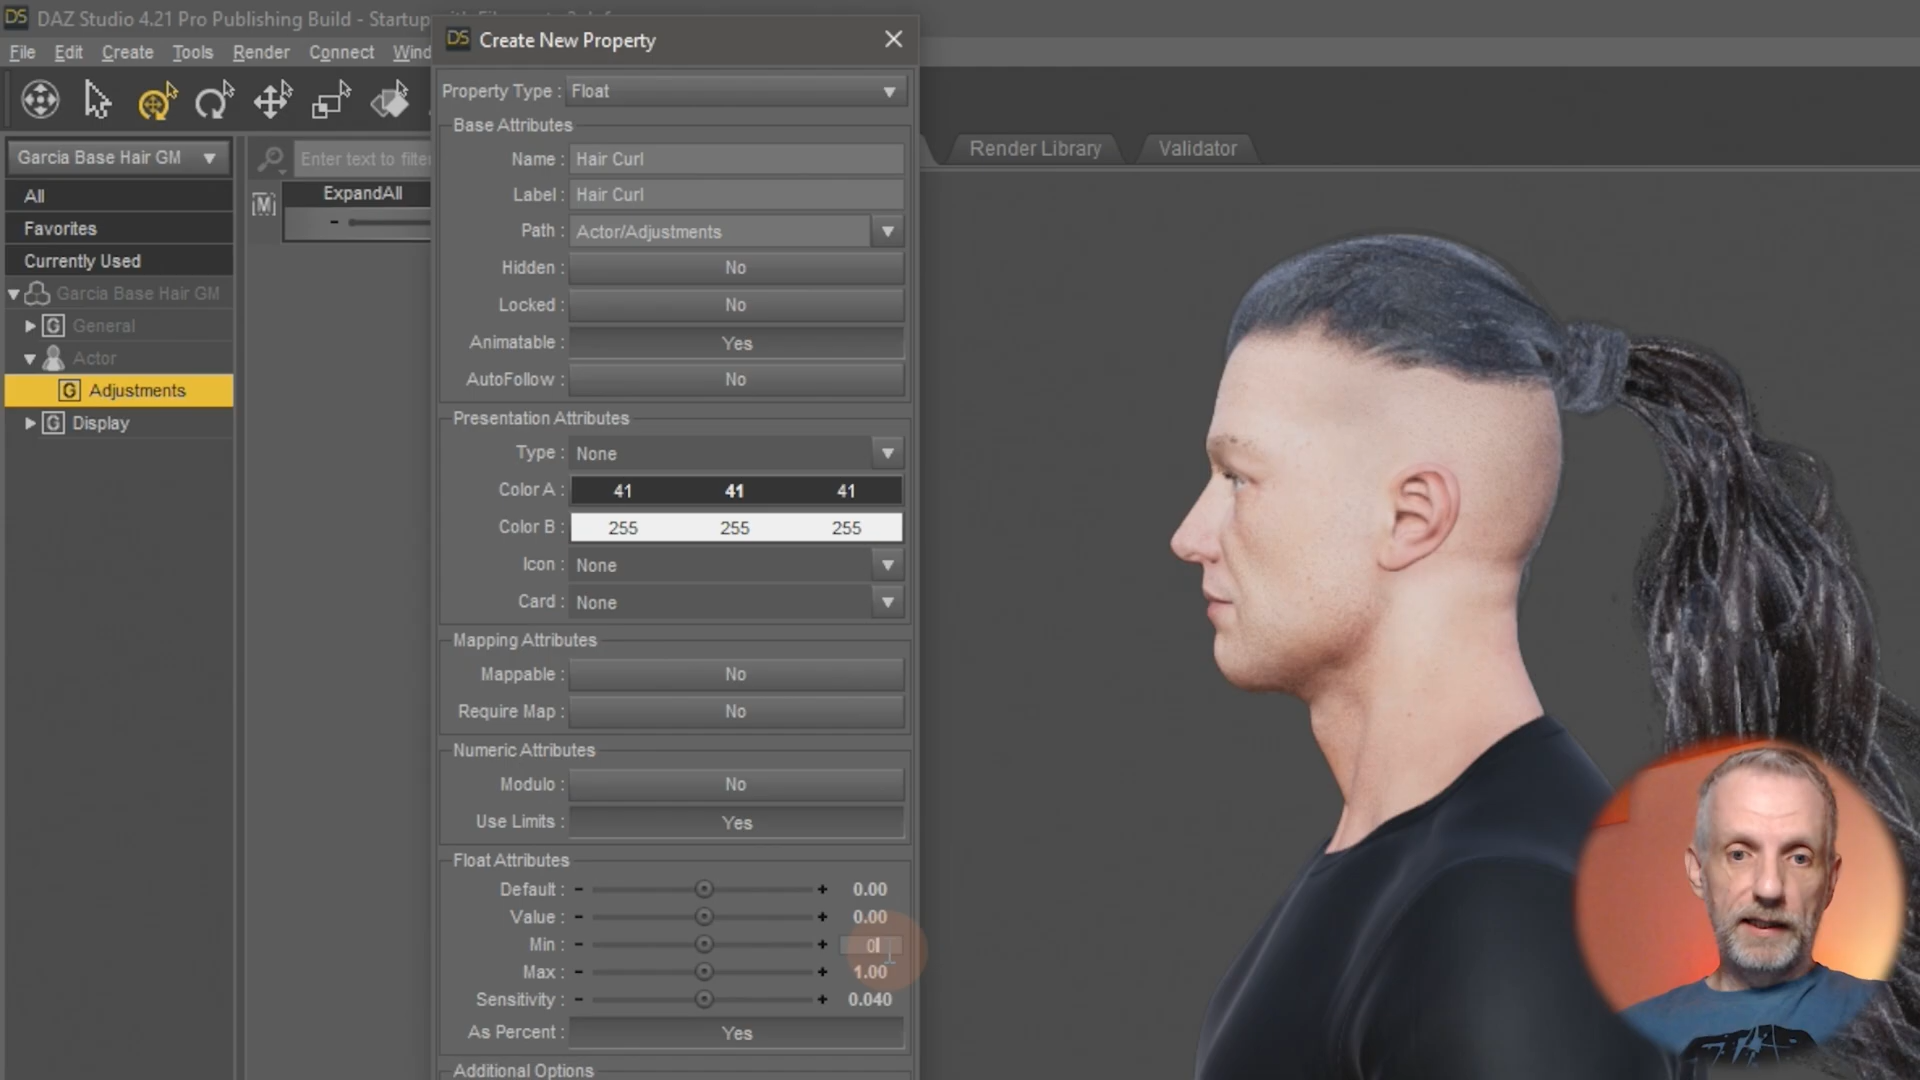 DS DAZ Studio 4.21 Pro Publishing Build - Startup
File Edit Create Tools Render Connect Wind
DS Create New Property
Property Type : Float
Base Attributes
Name : Hair Curl
Label : Hair Curl
Path : Actor/Adjustments
Hidden : No
Locked : No
Animatable : Yes
AutoFollow : No
Presentation Attributes
Type : None
Color A : 41 41 41
Color B : 255 255 255
Icon : None
Card : None
Mapping Attributes
Mappable : No
Require Map : No
Numeric Attributes
Modulo : No
Use Limits : Yes
Float Attributes
Default : - + 0.00
Value : - + 0.00
Min : - + 0
Max : - + 1.00
Sensitivity : - + 0.040
As Percent : Yes
Additional Options
Garcia Base Hair GM
All
Favorites
Currently Used
Garcia Base Hair GM
G General
Actor
G Adjustments
G Display
Enter text to filte
M
ExpandAll
-
Render Library
Validator